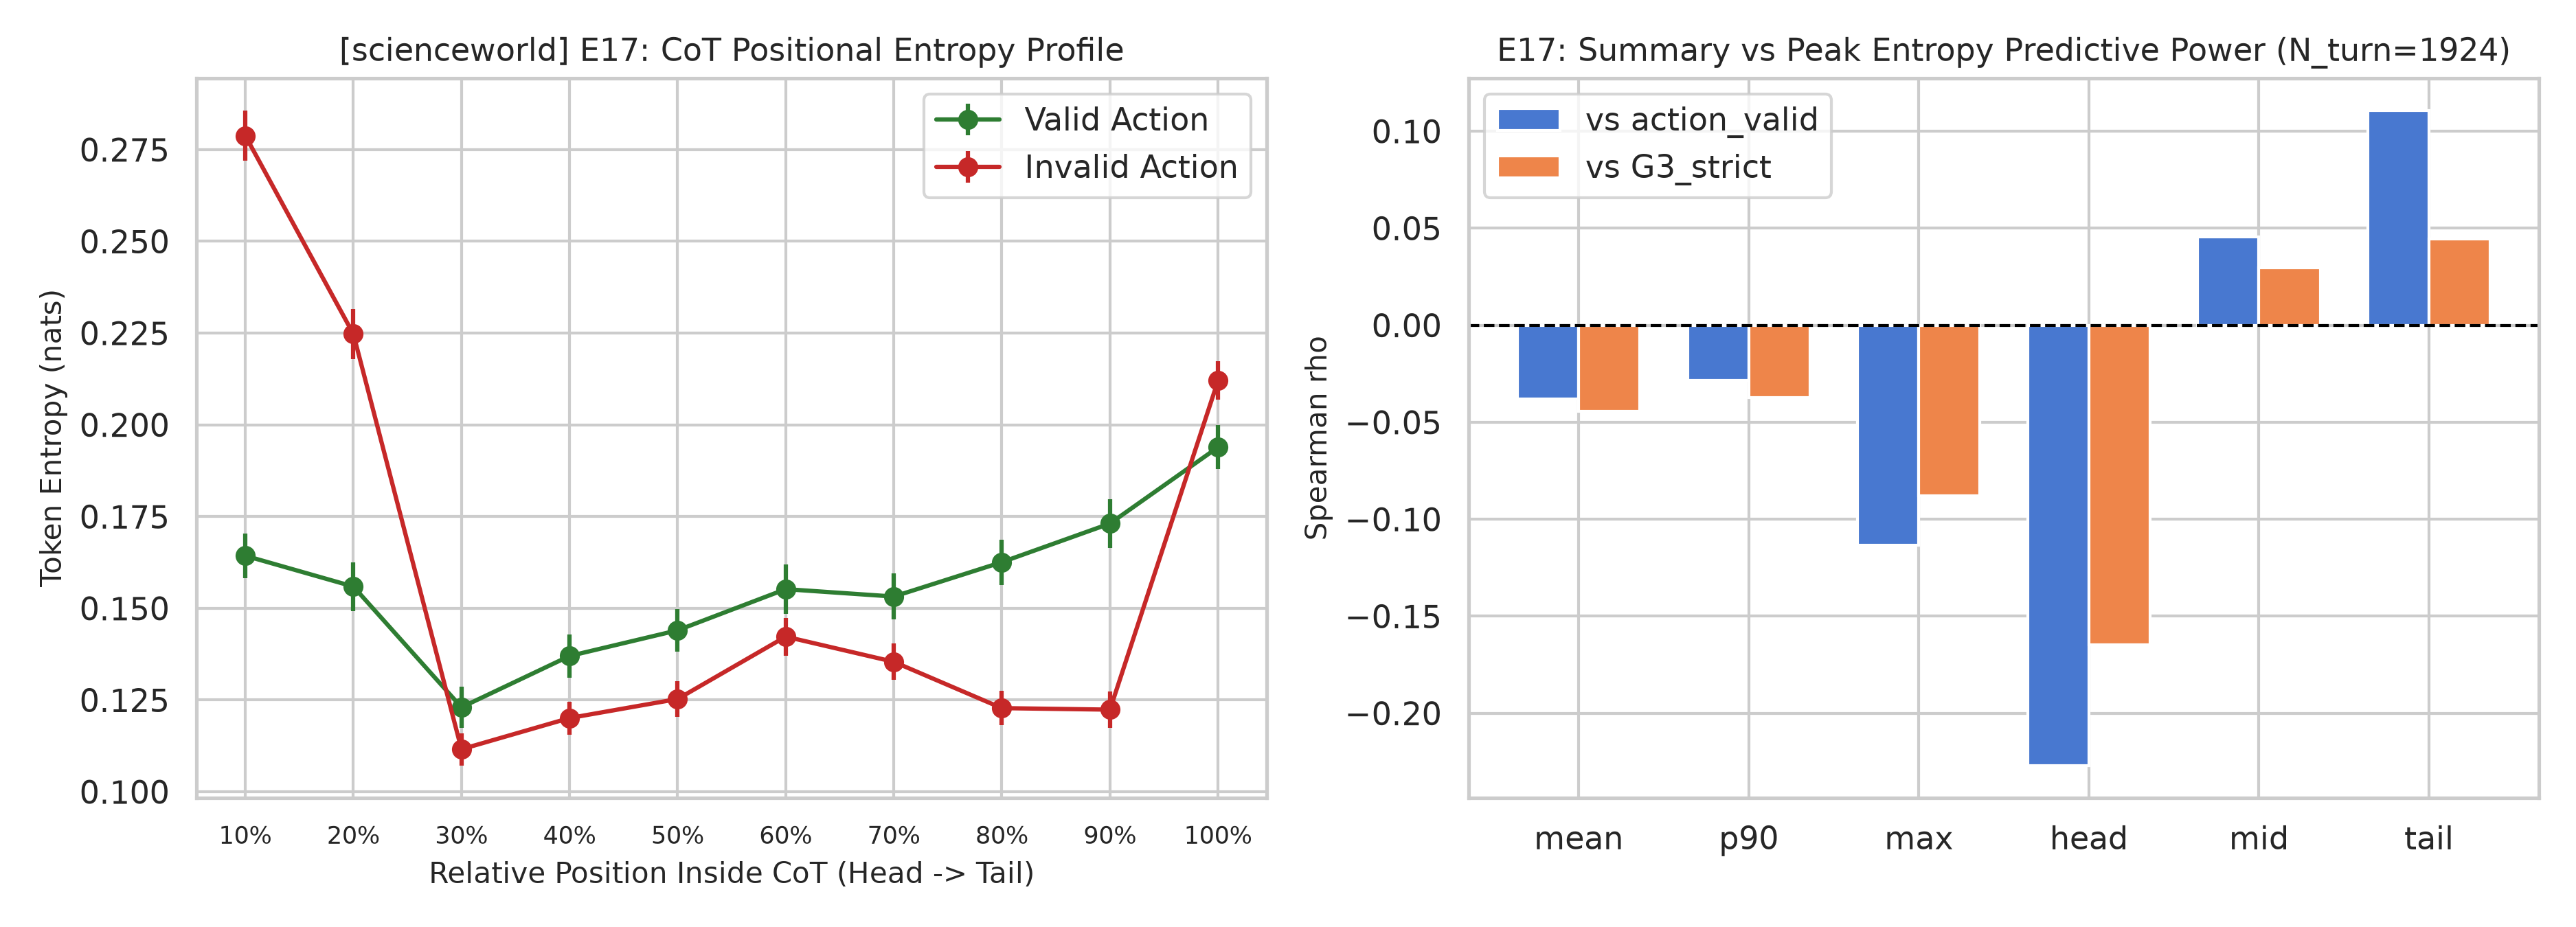 [scienceworld] E17: CoT Positional Entropy Profile
Valid Action
Invalid Action
Token Entropy (nats)
0.275
0.250
0.225
0.200
0.175
0.150
0.125
0.100
10% 20% 30% 40% 50% 60% 70% 80% 90% 100%
Relative Position Inside CoT (Head -> Tail)
E17: Summary vs Peak Entropy Predictive Power (N_turn=1924)
vs action_valid
vs G3_strict
Spearman rho
0.10
0.05
0.00
−0.05
−0.10
−0.15
−0.20
mean p90 max head mid tail